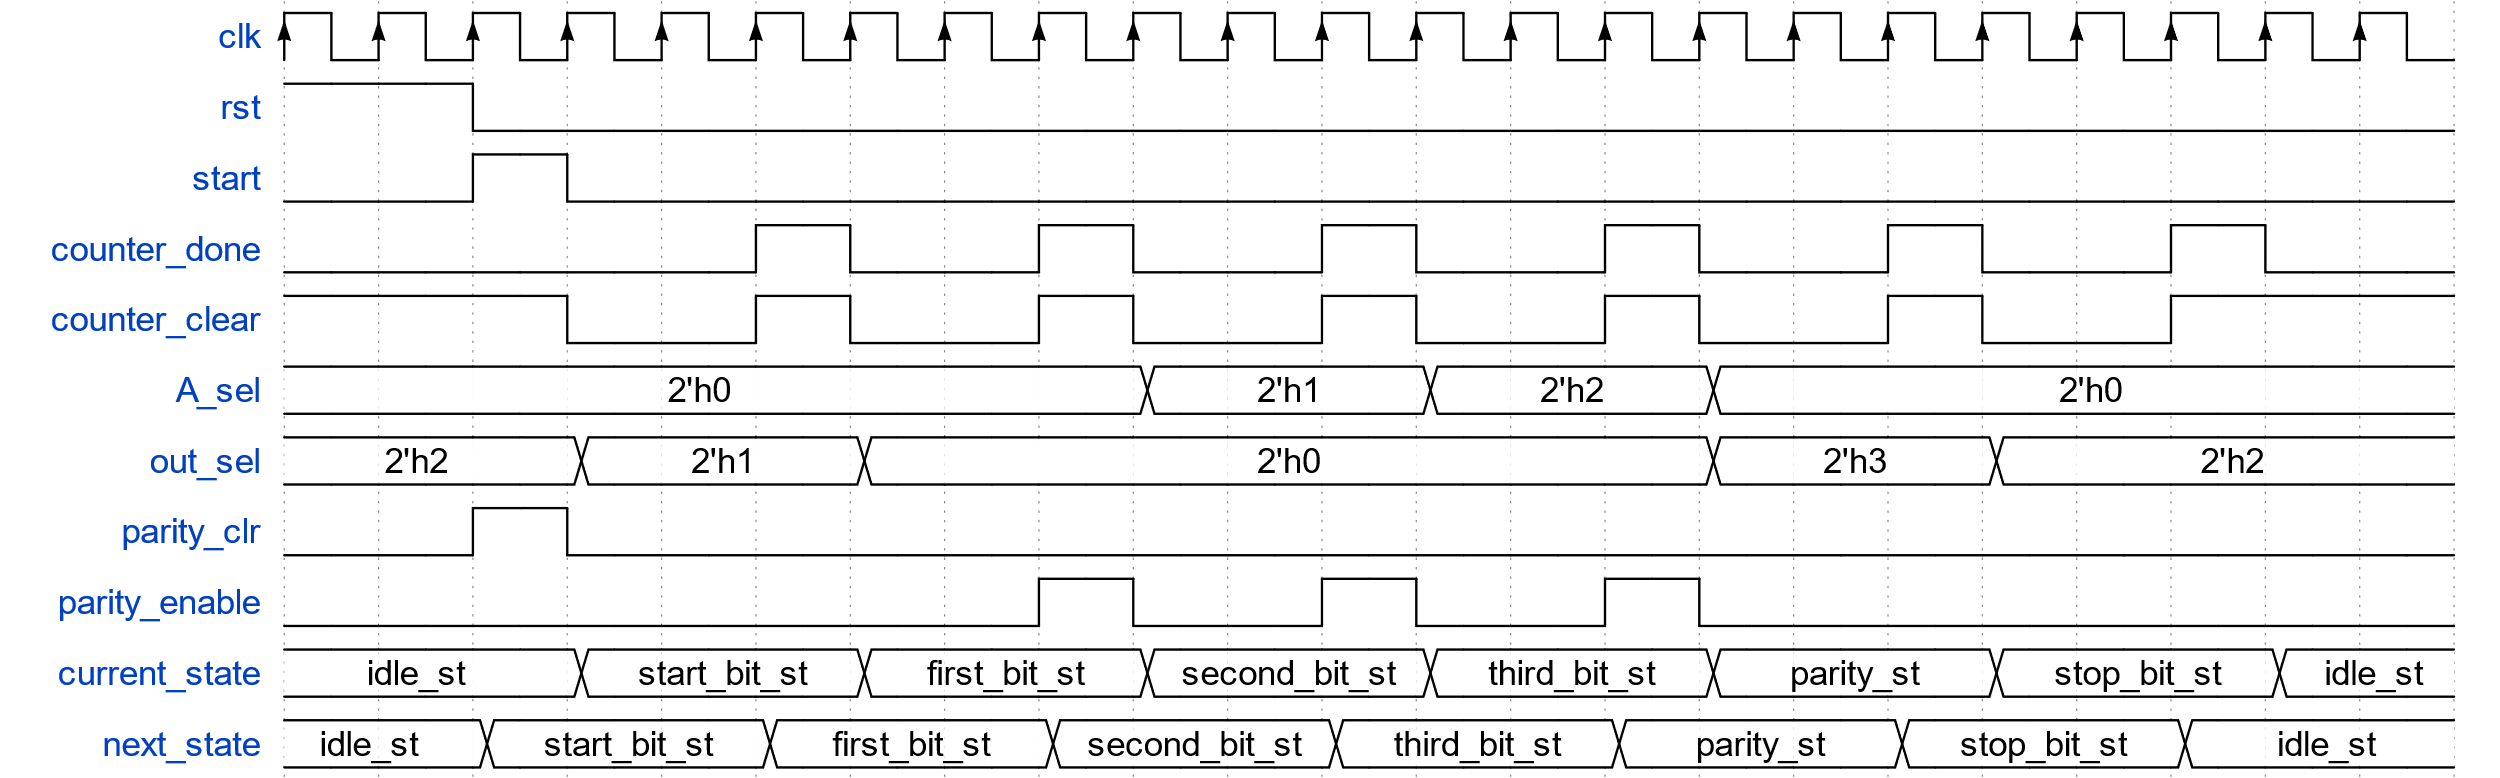 clk
rst
start
counter_done
counter_clear
A_sel 2'h0 2'h1 2'h2 2'h0
out_sel 2'h2 2'h1 2'h0 2'h3 2'h2
parity_clr
parity_enable
current_state idle_st start_bit_st first_bit_st second_bit_st third_bit_st parity_st stop_bit_st idle_st
next_state idle_st start_bit_st first_bit_st second_bit_st third_bit_st parity_st stop_bit_st idle_st